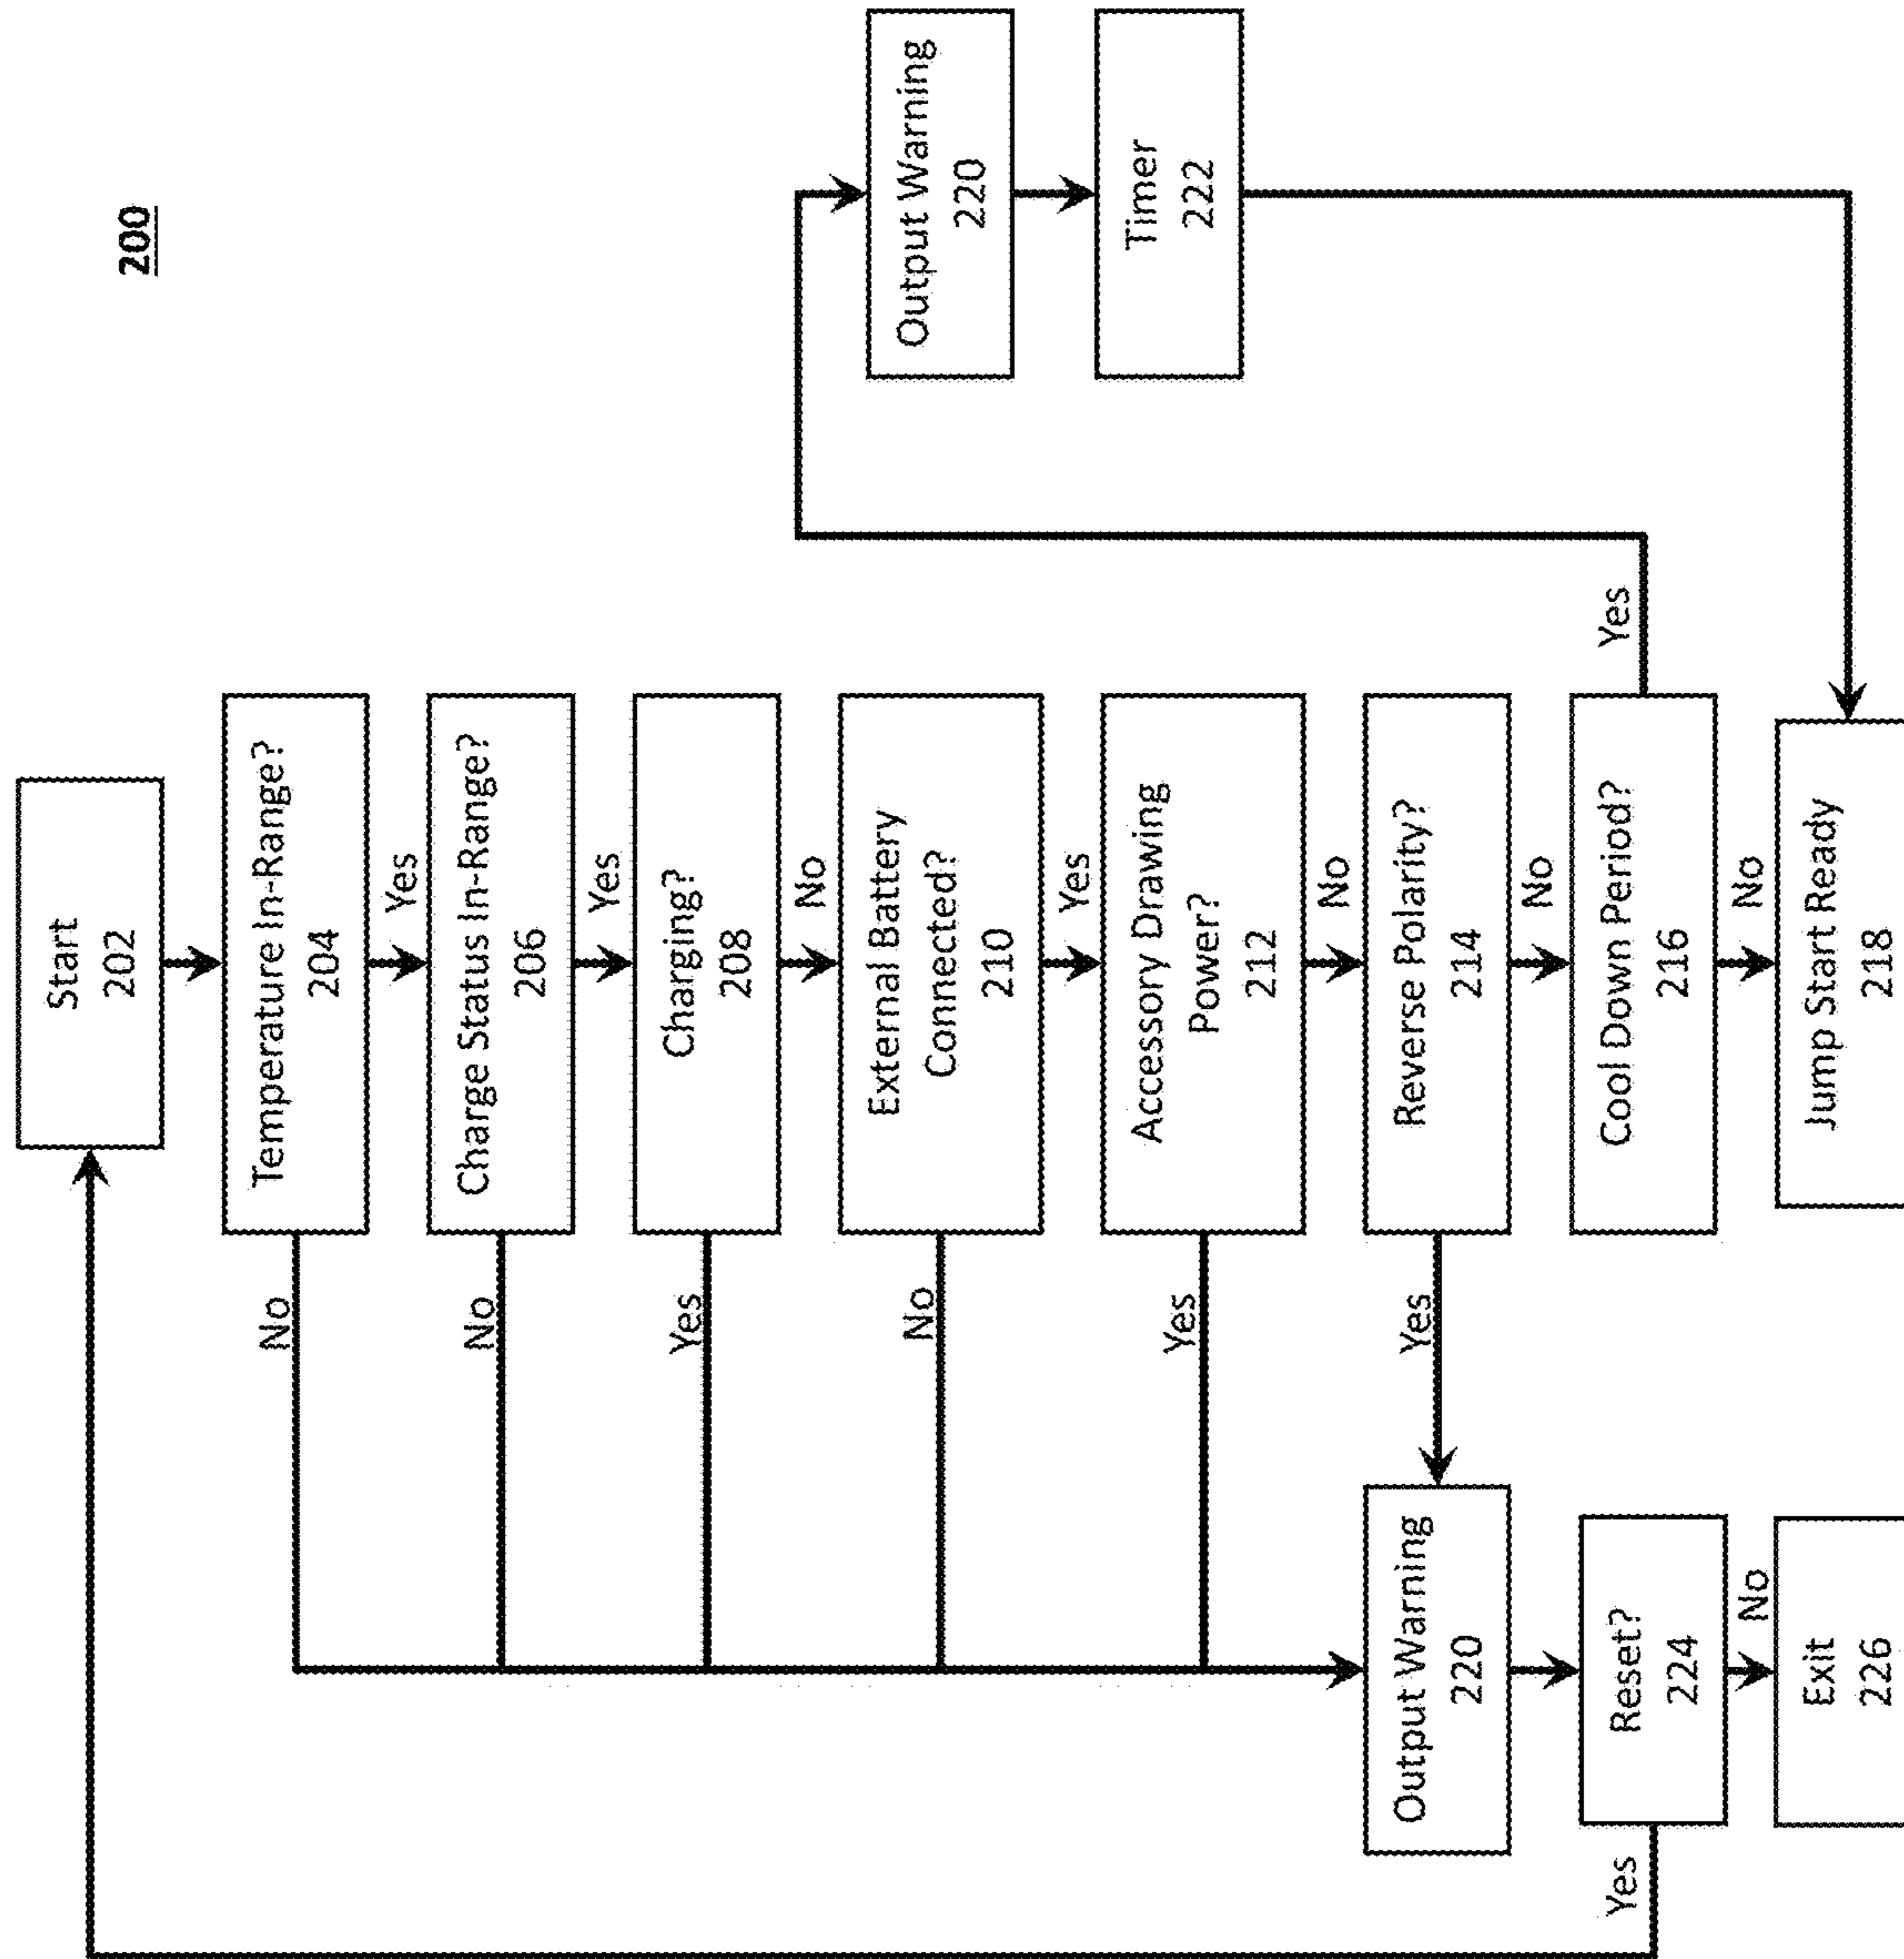 200
Start
202
Temperature In-Range?
204
No
Yes
Charge Status In-Range?
206
No
Yes
Charging?
208
Yes
No
External Battery
Connected?
210
No
Yes
Accessory Drawing
Power?
212
Yes
No
Reverse Polarity?
214
Yes
No
Cool Down Period?
216
Yes
No
Jump Start Ready
218
Output Warning
220
Timer
222
Output Warning
220
Reset?
224
Yes
No
Exit
226